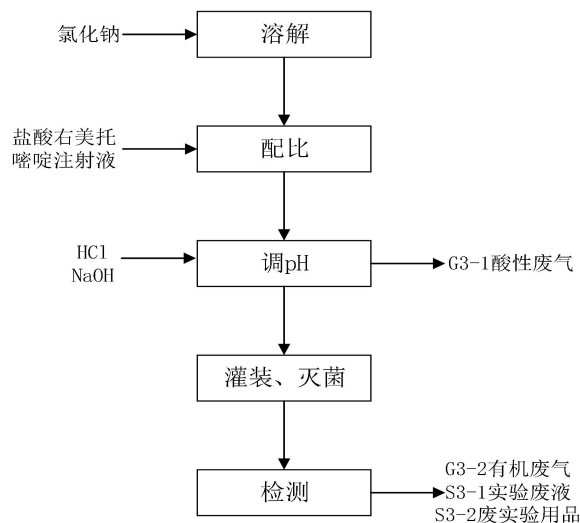 氯化钠
溶解
盐酸右美托
嘧啶注射液
配比
HCl
NaOH
调pH
G3-1酸性废气
灌装、灭菌
检测
G3-2有机废气
S3-1实验废液
S3-2废实验用品